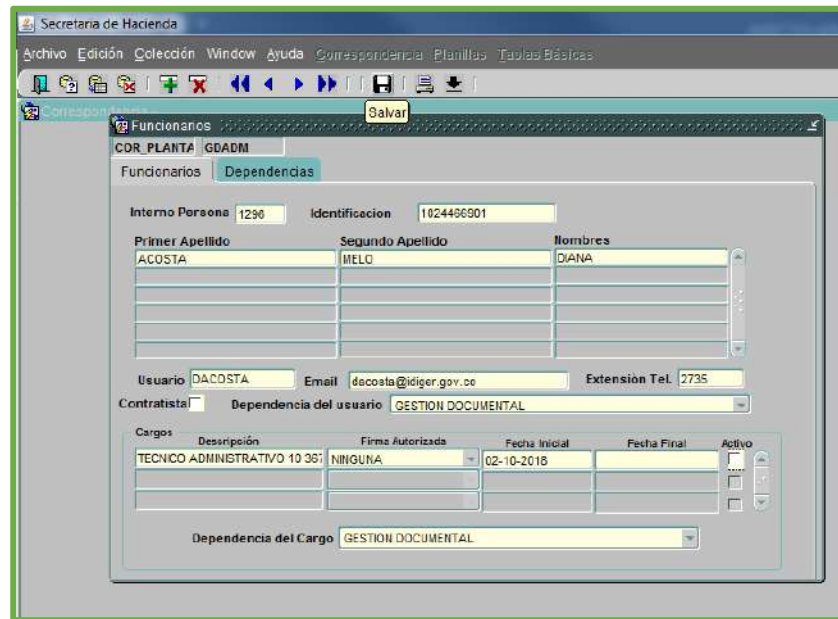 Secretaria de Hacienda
Archivo Edición Colección Window Ayuda Correspondencia Planillas Tablas Básicas
Salvar
Correspondencia
Funcionarios
COR_PLANTA GDADM
Funcionarios Dependencias
Interno Persona 1296 Identificacion 1024466901
Primer Apellido Segundo Apellido Nombres
ACOSTA MELO DIANA
Usuario DACOSTA Email dacosta@idiger.gov.co Extensiòn Tel. 2735
Contratista Dependencia del usuario GESTION DOCUMENTAL
Cargos
Descripción Firma Autorizada Fecha Inicial Fecha Final Activo
TECNICO ADMINISTRATIVO 10 367 NINGUNA 02-10-2016
Dependencia del Cargo GESTION DOCUMENTAL